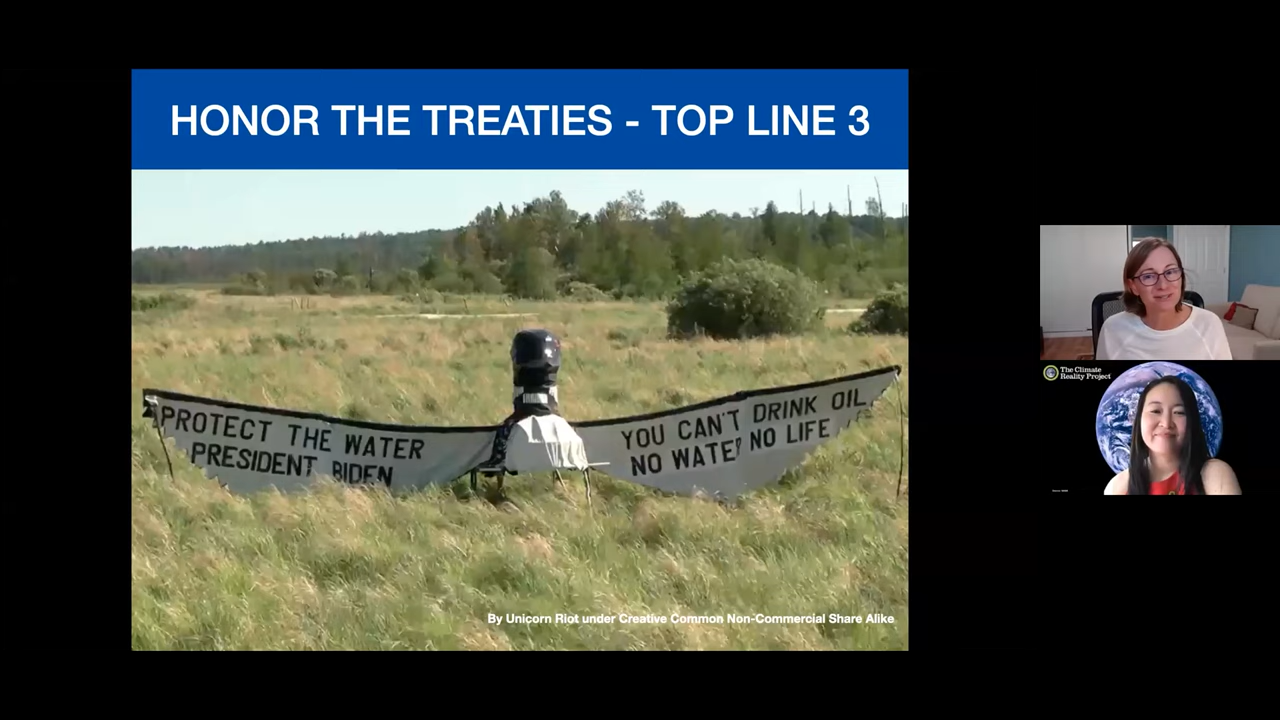 HONOR THE TREATIES - TOP LINE 3
PROTECT THE WATER
PRESIDENT BIDEN
YOU CAN'T DRINK OIL
NO WATER NO LIFE
By Unicorn Riot under Creative Common Non-Commercial Share Alike
The Climate
Reality Project